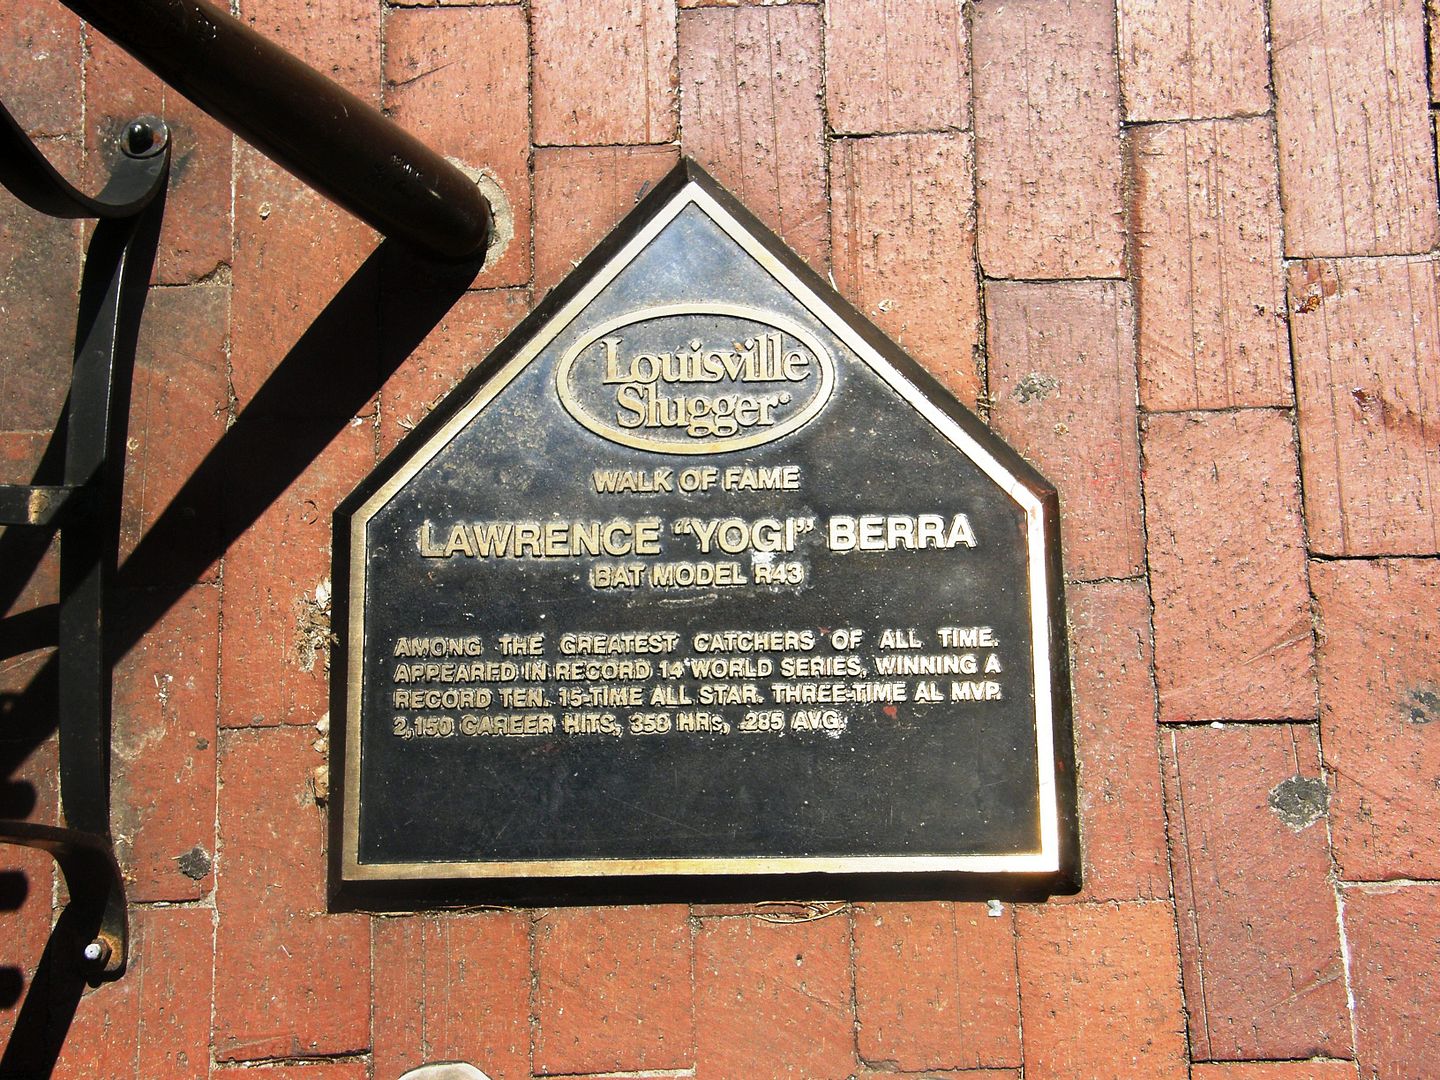 Louisville
Slugger®
WALK OF FAME
LAWRENCE "YOGI" BERRA
BAT MODEL R43
AMONG THE GREATEST CATCHERS OF ALL TIME.
APPEARED IN RECORD 14 WORLD SERIES, WINNING A
RECORD TEN. 15-TIME ALL STAR. THREE-TIME AL MVP.
2,150 CAREER HITS, 358 HRs, .285 AVG.